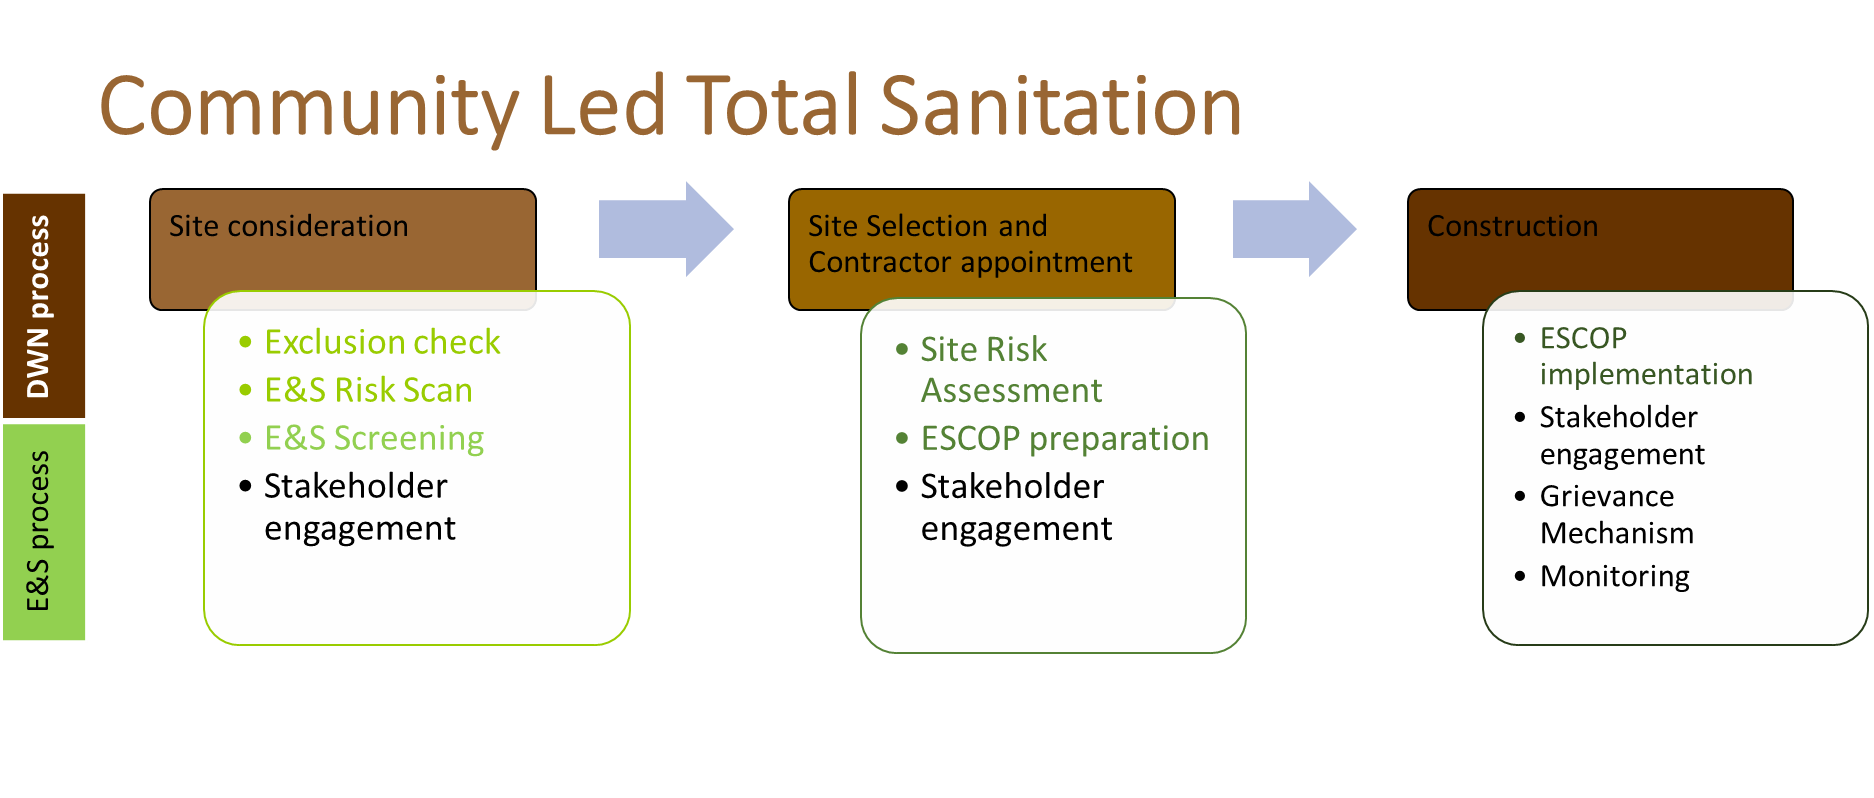 Community Led Total Sanitation
DWN process
E&S process
Site consideration
• Exclusion check
• E&S Risk Scan
• E&S Screening
• Stakeholder
engagement
Site Selection and
Contractor appointment
• Site Risk
Assessment
• ESCOP preparation
• Stakeholder
engagement
Construction
• ESCOP
implementation
• Stakeholder
engagement
• Grievance
Mechanism
• Monitoring